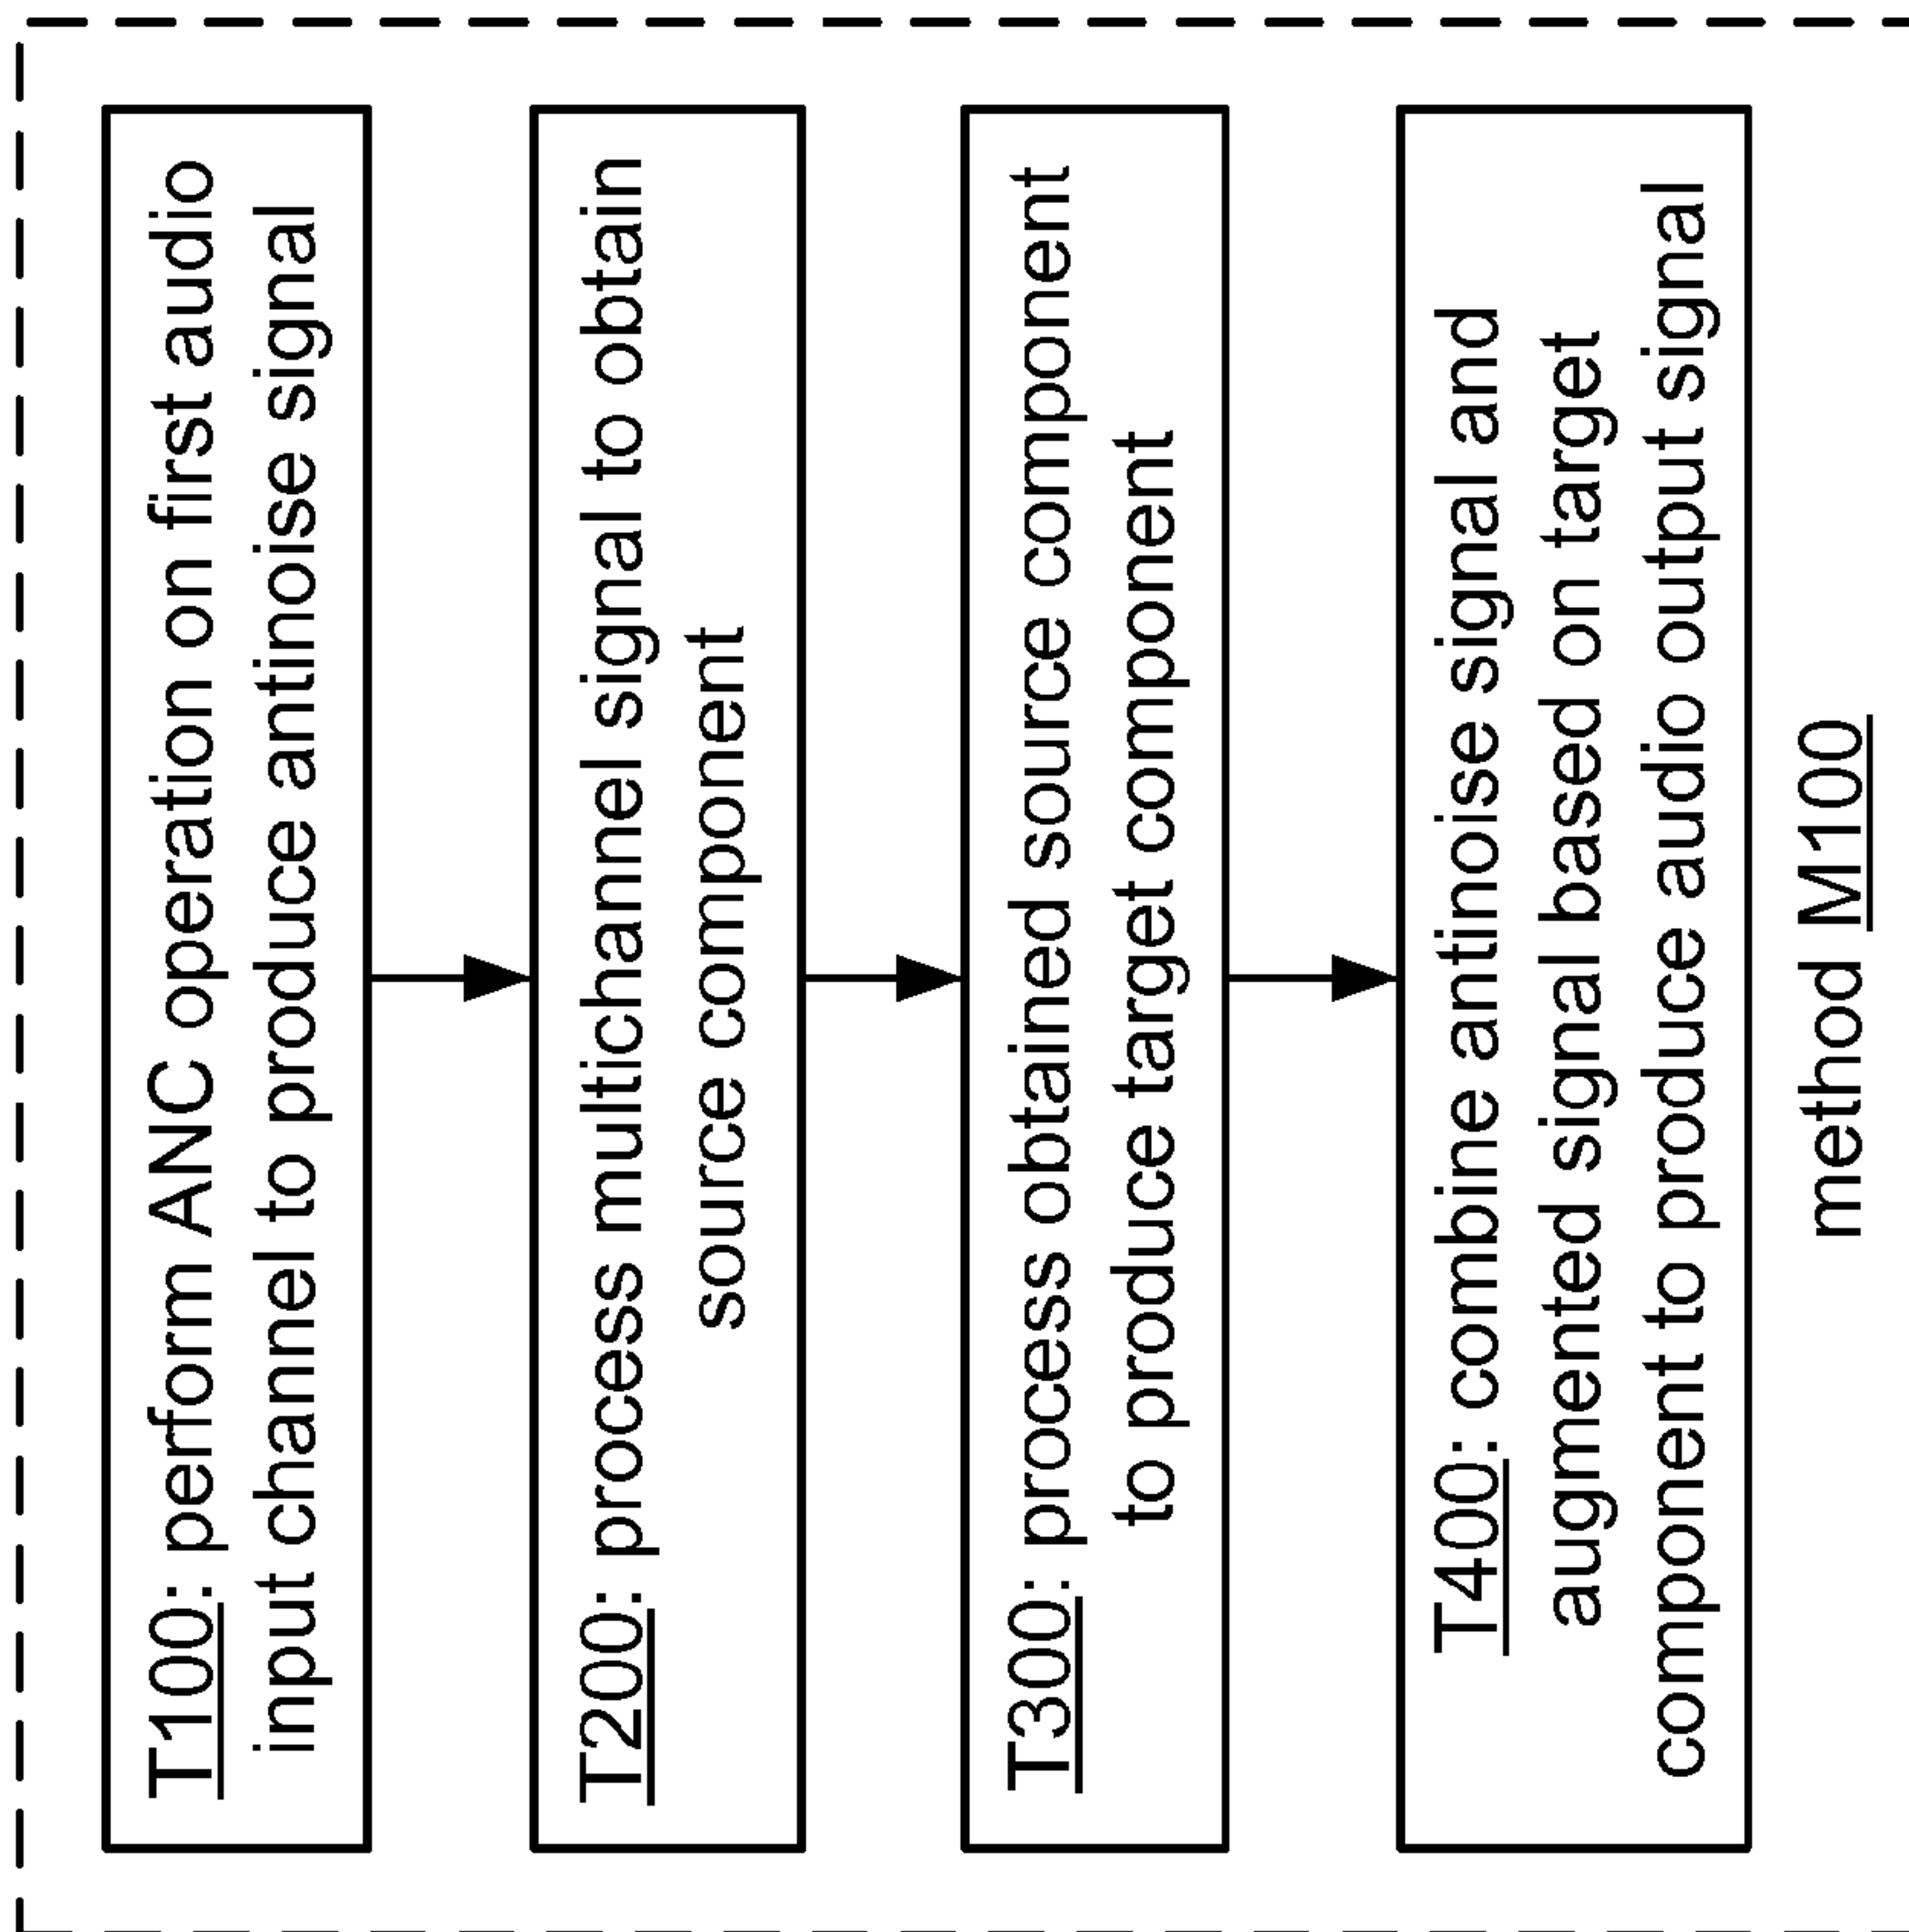 T100: perform ANC operation on first audio
input channel to produce antinoise signal
T200: process multichannel signal to obtain
source component
T300: process obtained source component
to produce target component
T400: combine antinoise signal and
augmented signal based on target
component to produce audio output signal
method M100